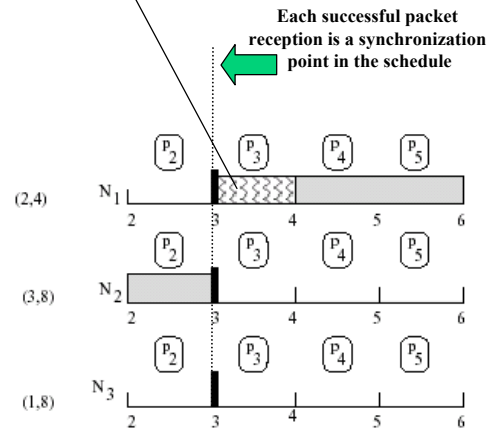 Each successful packet
reception is a synchronization
point in the schedule
P2 P3 P4 P5
(2,4) N1
2 3 4 5 6
P2 P3 P4 P5
(3,8) N2
2 3 4 5 6
P2 P3 P4 P5
(1,8) N3
2 3 4 5 6